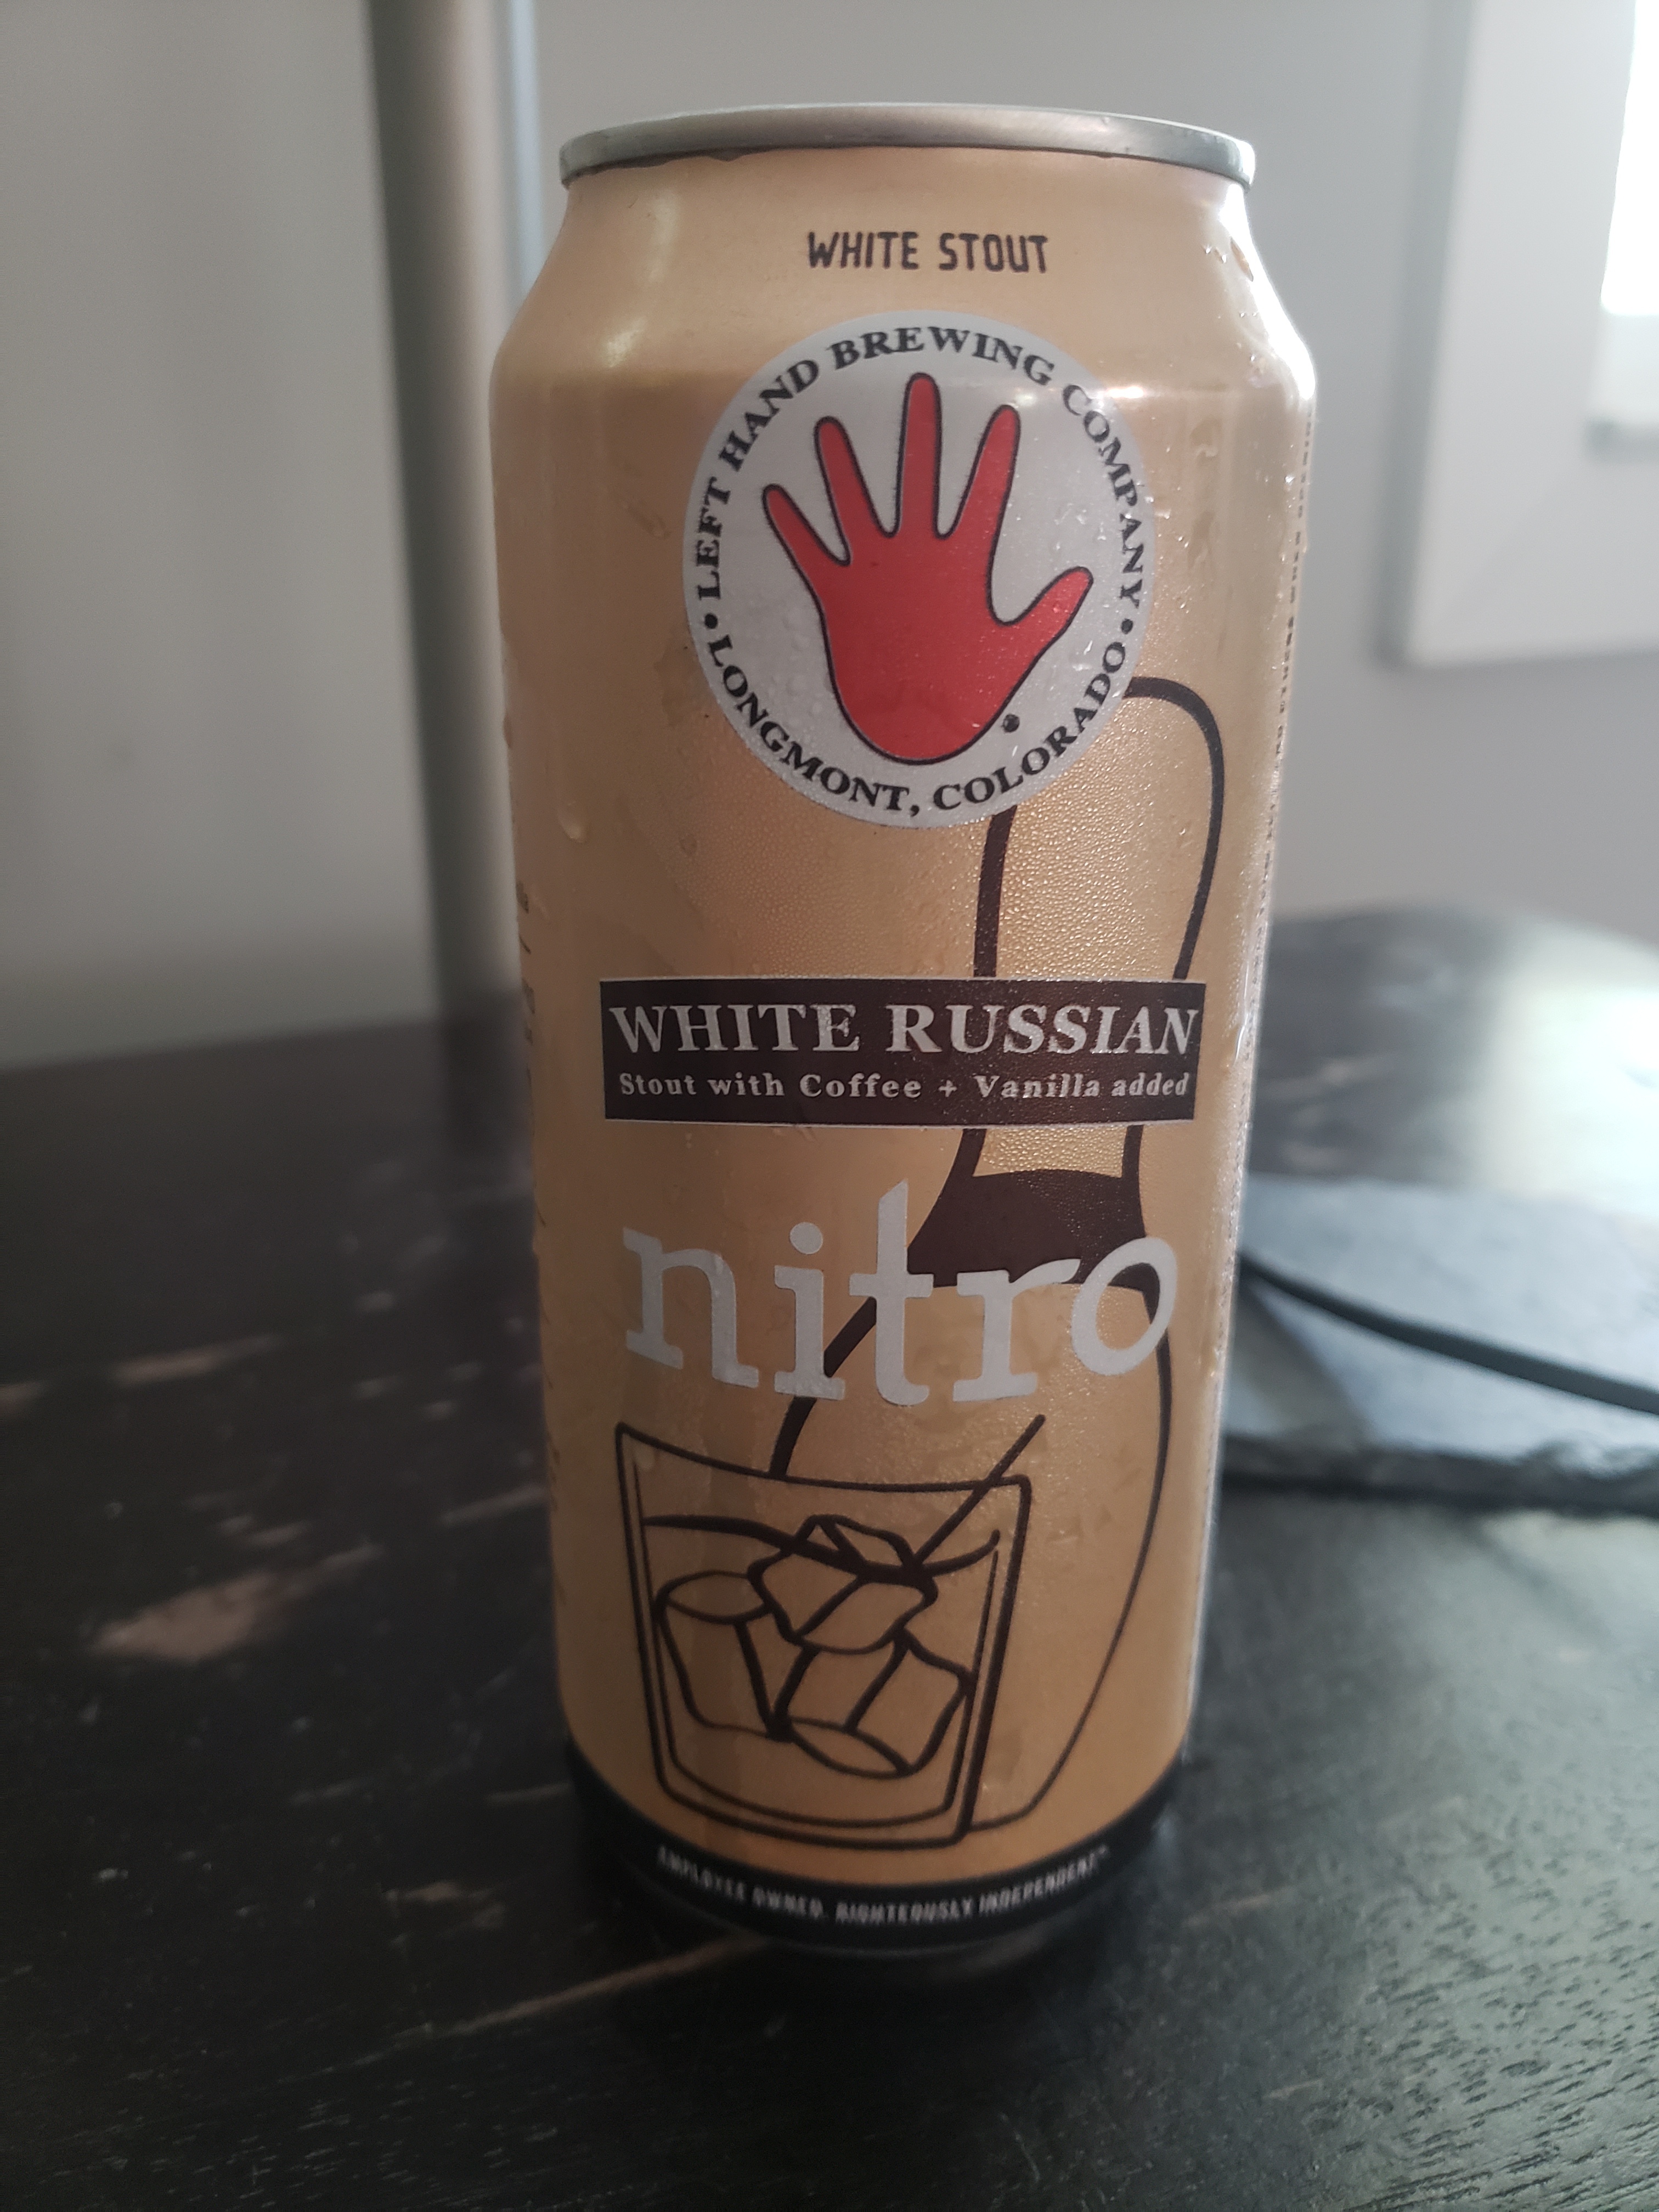 WHITE STOUT
• LEFT HAND BREWING COMPANY •
LONGMONT, COLORADO
WHITE RUSSIAN
Stout with Coffee + Vanilla added
nitro
EMPLOYEE OWNED. RIGHTEOUSLY INDEPENDENT™